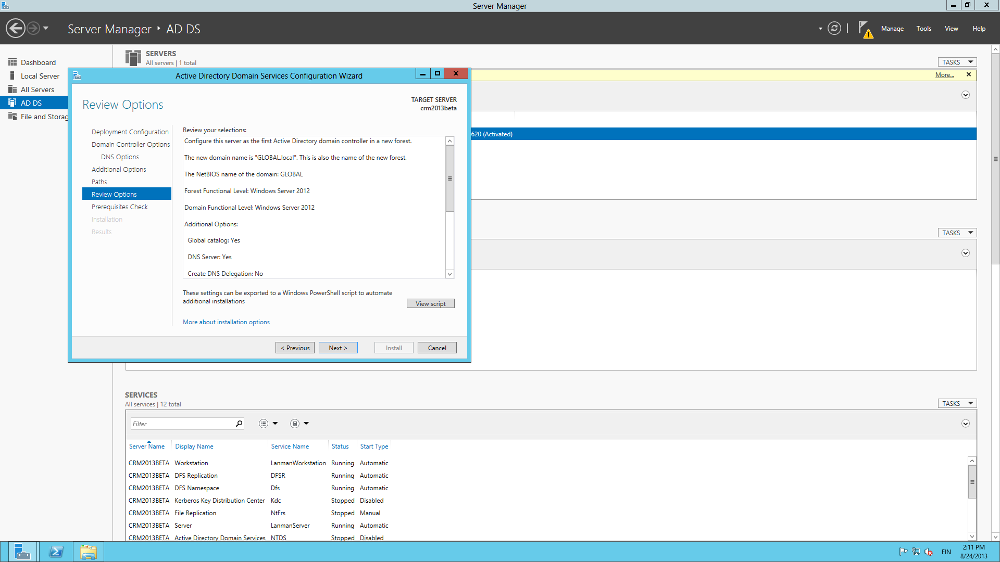 Server Manager
Server Manager
AD DS
Manage
Tools
View
Help
Dashboard
Local Server
All Servers
AD DS
File and Storag
SERVERS
All servers | 1 total
TASKS
More...
620 (Activated)
TASKS
Active Directory Domain Services Configuration Wizard
Review Options
TARGET SERVER
crm2013beta
Deployment Configuration
Domain Controller Options
DNS Options
Additional Options
Paths
Review Options
Prerequisites Check
Installation
Results
Review your selections:
Configure this server as the first Active Directory domain controller in a new forest.
The new domain name is "GLOBAL.local". This is also the name of the new forest.
The NetBIOS name of the domain: GLOBAL
Forest Functional Level: Windows Server 2012
Domain Functional Level: Windows Server 2012
Additional Options:
Global catalog: Yes
DNS Server: Yes
Create DNS Delegation: No
These settings can be exported to a Windows PowerShell script to automate
additional installations
View script
More about installation options
< Previous
Next >
Install
Cancel
SERVICES
All services | 12 total
TASKS
Filter
Server Name Display Name Service Name Status Start Type
CRM2013BETA Workstation LanmanWorkstation Running Automatic
CRM2013BETA DFS Replication DFSR Running Automatic
CRM2013BETA DFS Namespace Dfs Running Automatic
CRM2013BETA Kerberos Key Distribution Center Kdc Stopped Disabled
CRM2013BETA File Replication NtFrs Stopped Manual
CRM2013BETA Server LanmanServer Running Automatic
CRM2013BETA Active Directory Domain Services NTDS Stopped Disabled
FIN
2:11 PM
8/24/2013